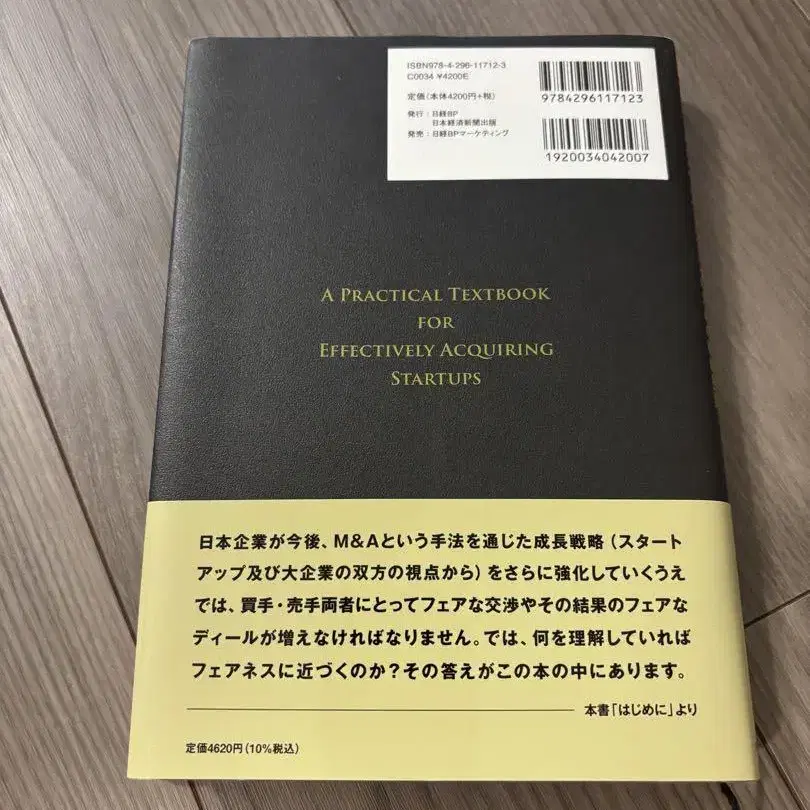 ISBN978-4-296-11712-3
C0034 ¥4200E
定価(本体4200円+税)
発行:日経BP
日本経済新聞出版
発売:日経BPマーケティング
9784296117123
1920034042007
A PRACTICAL TEXTBOOK
FOR
EFFECTIVELY ACQUIRING
STARTUPS
日本企業が今後、M&Aという手法を通じた成長戦略(スタート
アップ及び大企業の双方の視点から)をさらに強化していくうえ
では、買手・売手両者にとってフェアな交渉やその結果のフェアな
ディールが増えなければなりません。では、何を理解していれば
フェアネスに近づくのか?その答えがこの本の中にあります。
本書「はじめに」より
定価4620円(10%税込)